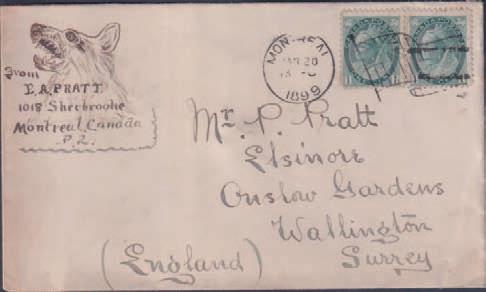 From
E. A. PRATT
1018 Sherbrooke
Montreal, Canada
P.Q.
MONTREAL
1899
Mr. P. Pratt
Elsinore
Onslow Gardens
Wallington
Surrey
(England)